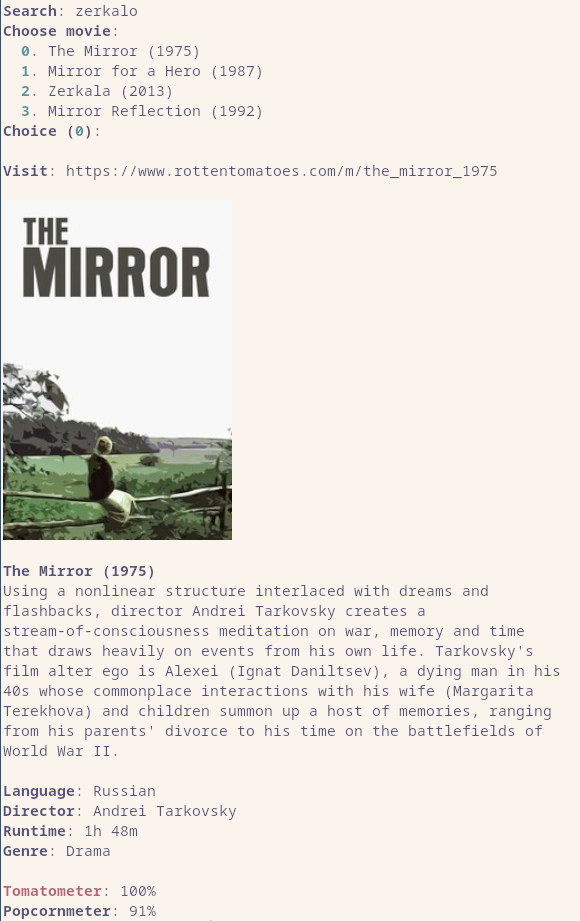 Search: zerkalo
Choose movie:
0. The Mirror (1975)
1. Mirror for a Hero (1987)
2. Zerkala (2013)
3. Mirror Reflection (1992)
Choice (0):
Visit: https://www.rottentomatoes.com/m/the_mirror_1975
THE
MIRROR
The Mirror (1975)
Using a nonlinear structure interlaced with dreams and
flashbacks, director Andrei Tarkovsky creates a
stream-of-consciousness meditation on war, memory and time
that draws heavily on events from his own life. Tarkovsky's
film alter ego is Alexei (Ignat Daniltsev), a dying man in his
40s whose commonplace interactions with his wife (Margarita
Terekhova) and children summon up a host of memories, ranging
from his parents' divorce to his time on the battlefields of
World War II.
Language: Russian
Director: Andrei Tarkovsky
Runtime: 1h 48m
Genre: Drama
Tomatometer: 100%
Popcornmeter: 91%